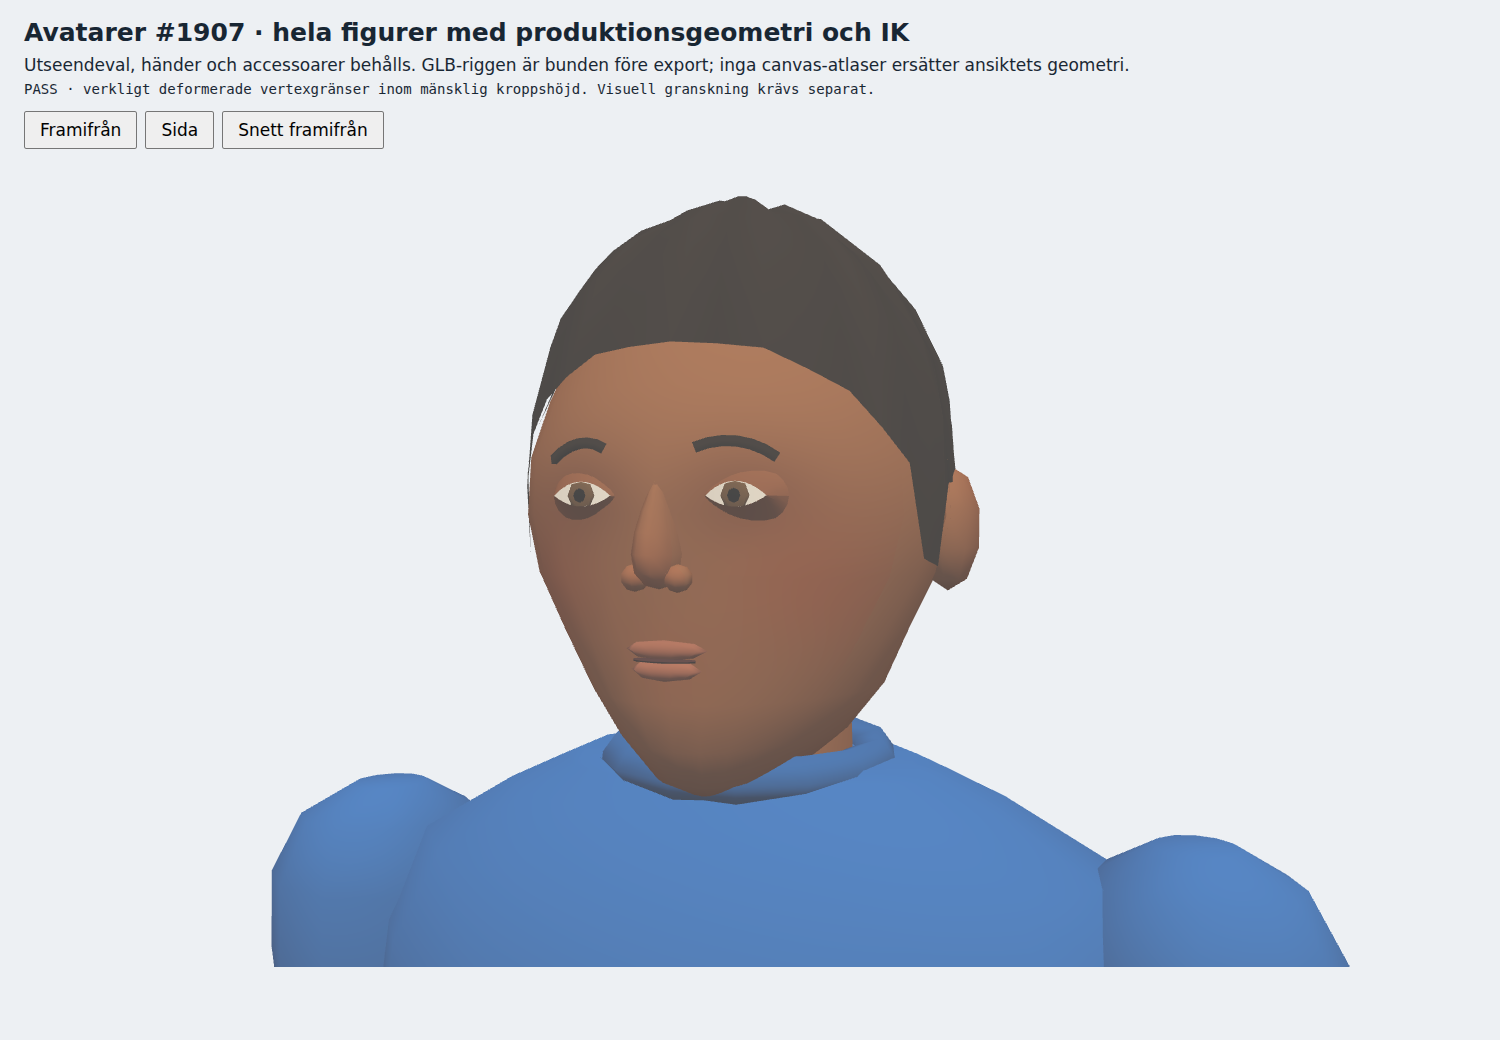 Avatarer #1907 · hela figurer med produktionsgeometri och IK
Utseendeval, händer och accessoarer behålls. GLB-riggen är bunden före export; inga canvas-atlaser ersätter ansiktets geometri.
PASS · verkligt deformerade vertexgränser inom mänsklig kroppshöjd. Visuell granskning krävs separat.
Framifrån Sida Snett framifrån